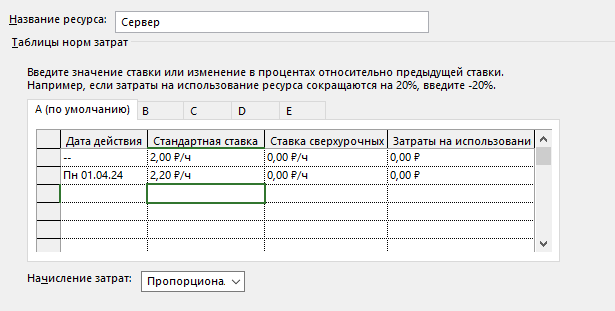 Название ресурса: Сервер
Таблицы норм затрат
Введите значение ставки или изменение в процентах относительно предыдущей ставки.
Например, если затраты на использование ресурса сокращаются на 20%, введите -20%.
А (по умолчанию) B C D E
Дата действия Стандартная ставка Ставка сверхурочных Затраты на использовани
-- 2,00 ₽/ч 0,00 ₽/ч 0,00 ₽
Пн 01.04.24 2,20 ₽/ч 0,00 ₽/ч 0,00 ₽
Начисление затрат: Пропорциона.